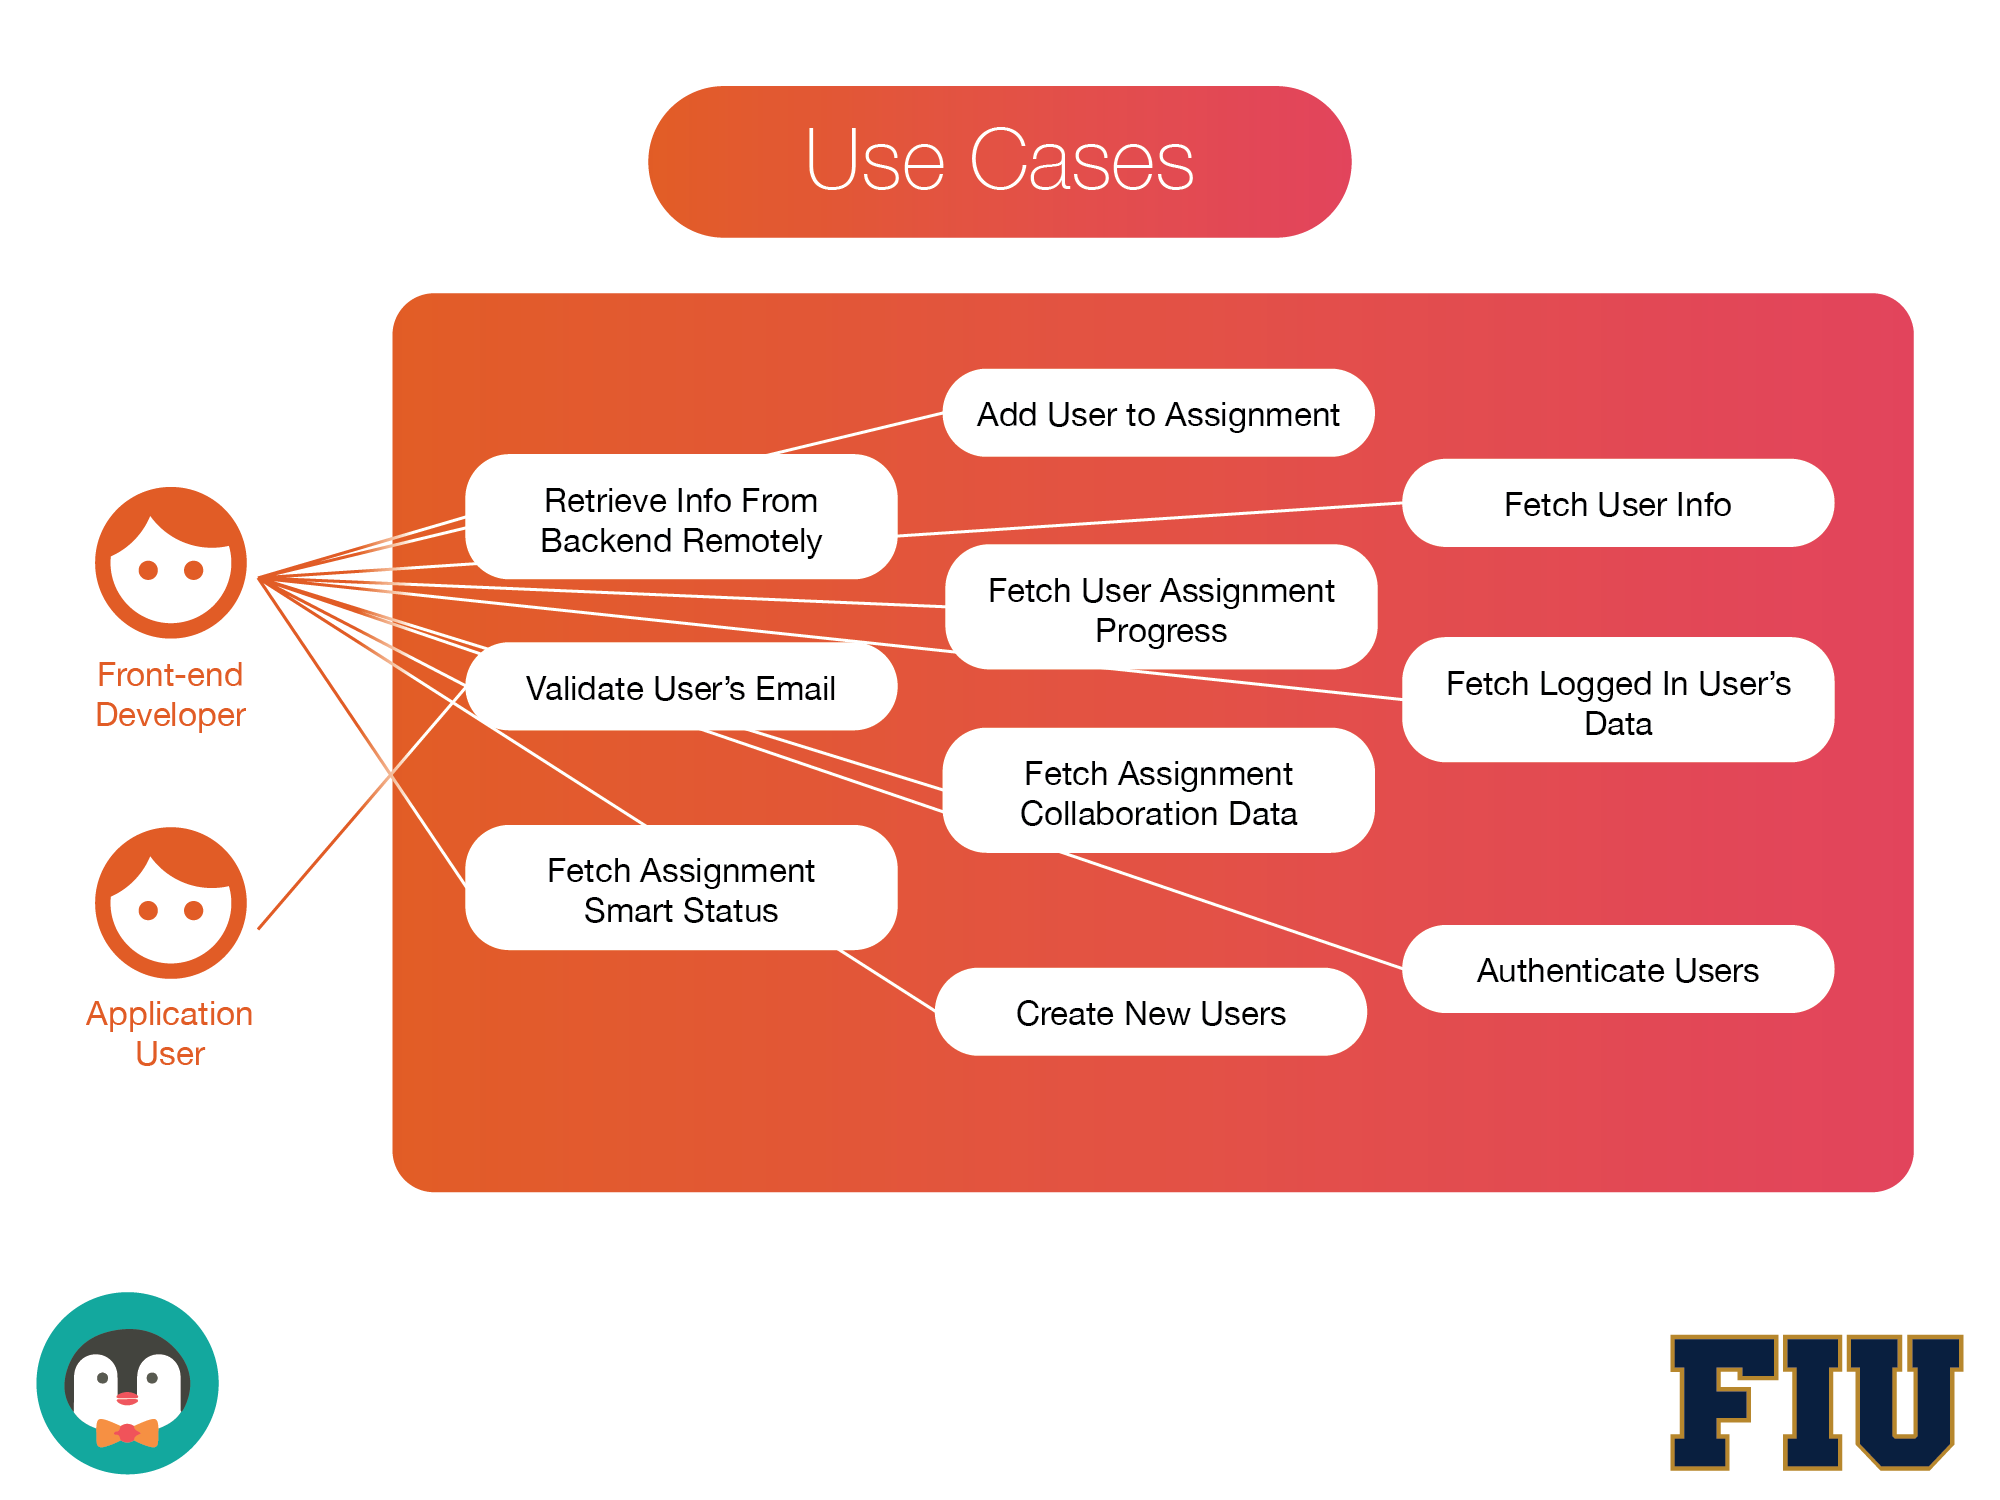 Use Cases
Add User to Assignment
Retrieve Info From
Backend Remotely
Fetch User Info
Fetch User Assignment
Progress
Front-end
Developer
Validate User’s Email
Fetch Logged In User’s
Data
Fetch Assignment
Collaboration Data
Fetch Assignment
Smart Status
Authenticate Users
Application
User
Create New Users
FIU